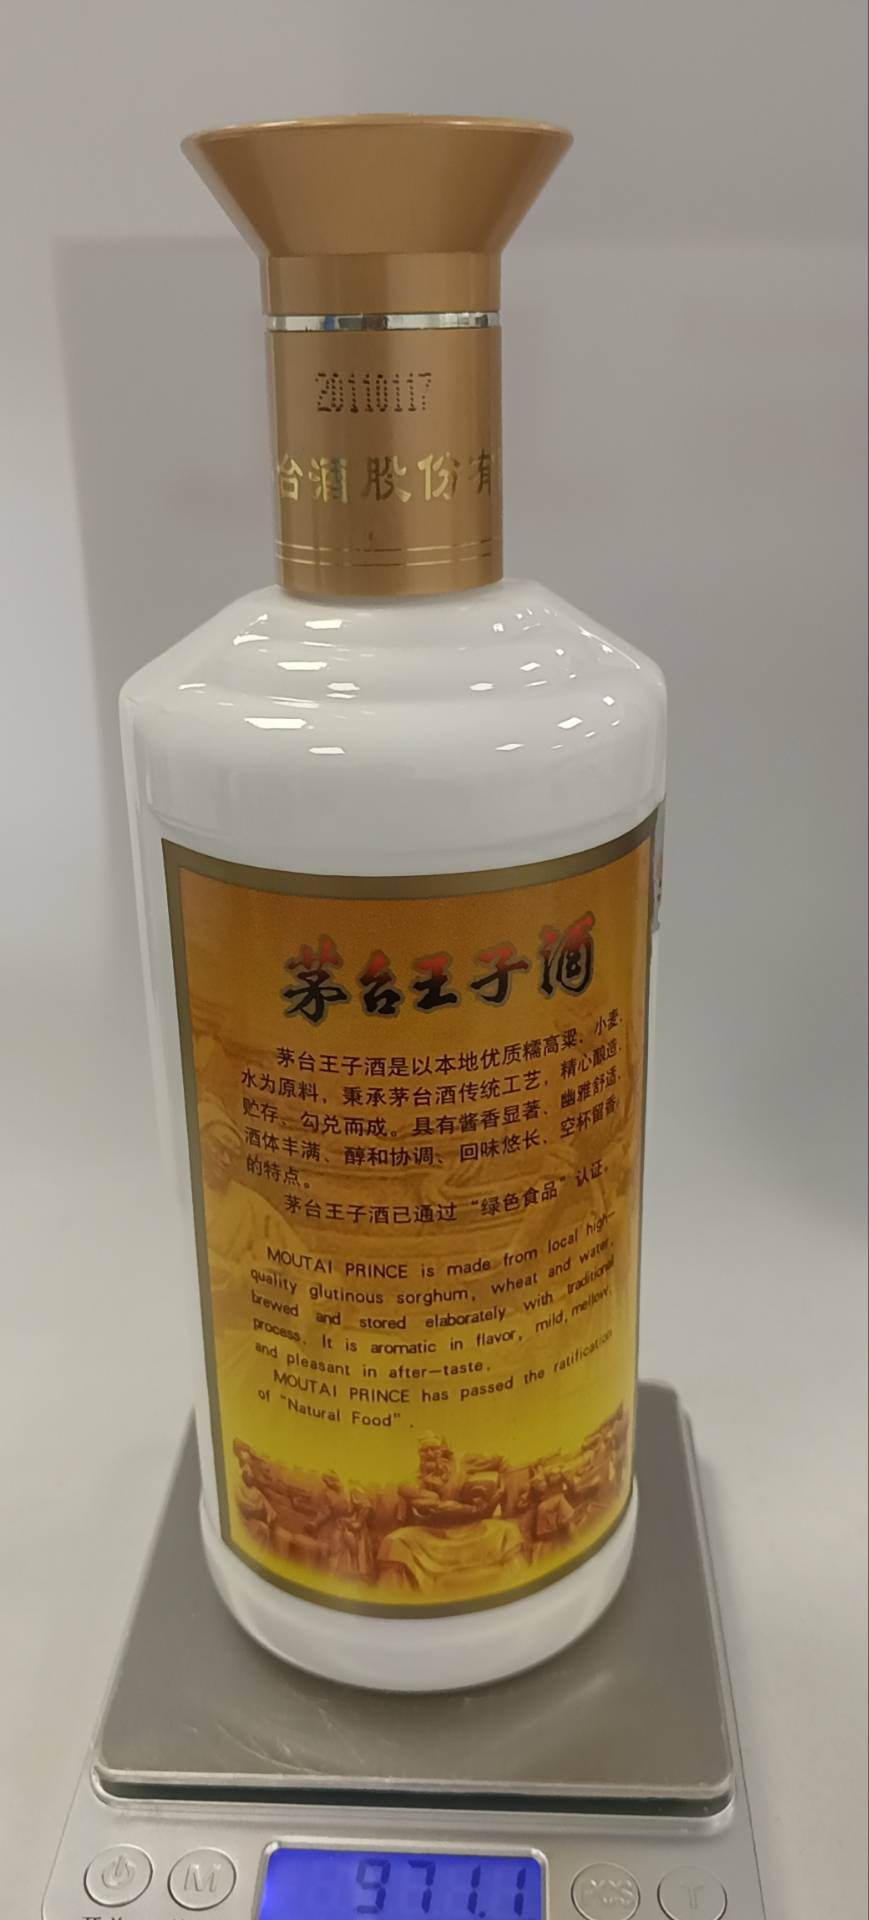 20110117
台酒股份有
茅台王子酒
茅台王子酒是以本地优质糯高粱、小麦、
水为原料，秉承茅台酒传统工艺，精心酿造、
贮存、勾兑而成。具有酱香显著、幽雅舒适、
酒体丰满、醇和协调、回味悠长、空杯留香
的特点。
茅台王子酒已通过“绿色食品”认证。
MOUTAI PRINCE is made from local high-
quality glutinous sorghum, wheat and water,
brewed and stored elaborately with traditional
process. It is aromatic in flavor, mild, mellow,
and pleasant in after-taste.
MOUTAI PRINCE has passed the ratification
of "Natural Food".
971.1
M
PCS
T